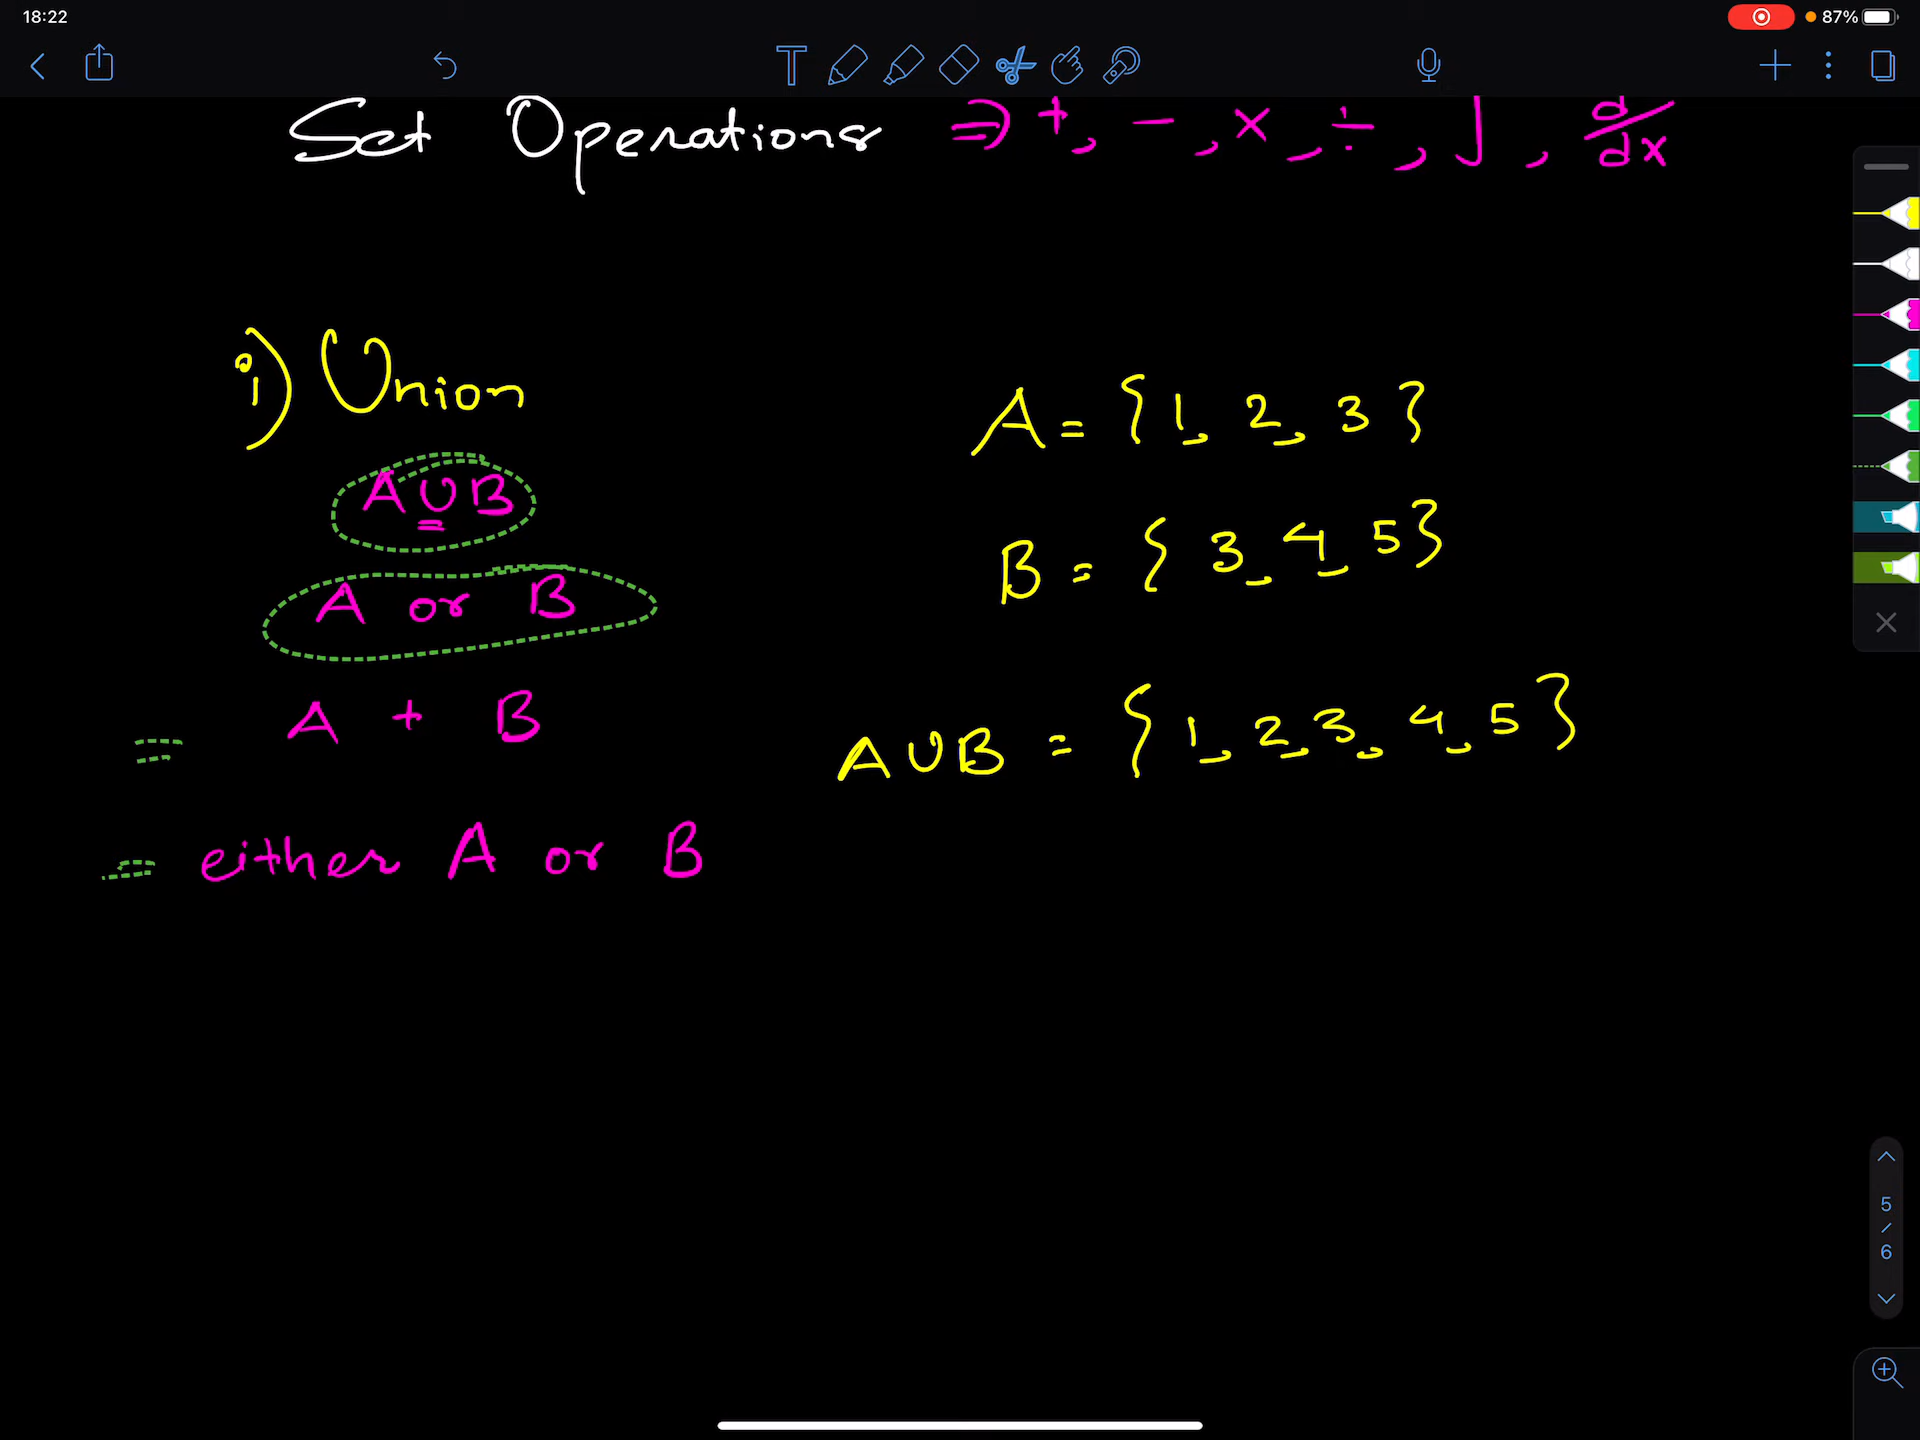 18:22
87%
Set Operations ⇒ +, -, x, ÷, ∫, d/dx
i) Union
A ∪ B
A or B
= A + B
= either A or B
A = {1, 2, 3}
B = {3, 4, 5}
A ∪ B = {1, 2, 3, 4, 5}
5
/
6